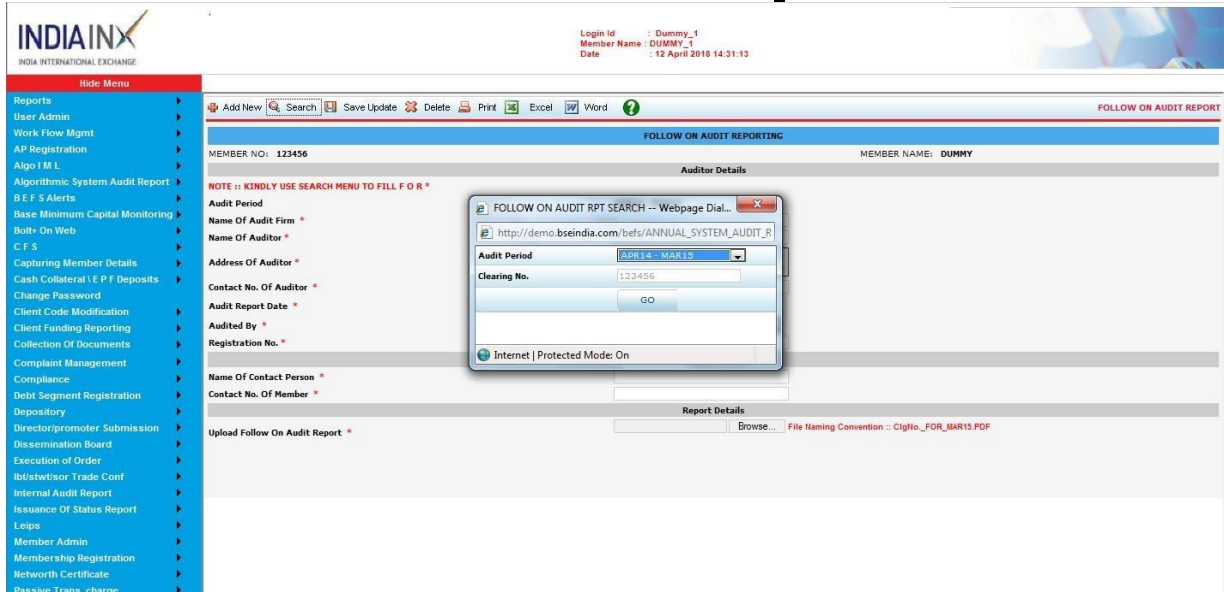 INDIAINX
INDIA INTERNATIONAL EXCHANGE
Login Id : Dummy_1
Member Name : DUMMY_1
Date : 12 April 2018 14:31:13
Hide Menu
Reports
User Admin
Work Flow Mgmt
AP Registration
Algo I M L
Algorithmic System Audit Report
B E F S Alerts
Base Minimum Capital Monitoring
Bolt+ On Web
C F S
Capturing Member Details
Cash Collateral \ E P F Deposits
Change Password
Client Code Modification
Client Funding Reporting
Collection Of Documents
Complaint Management
Compliance
Debt Segment Registration
Depository
Director/promoter Submission
Dissemination Board
Execution of Order
Ibt/stwt/sor Trade Conf
Internal Audit Report
Issuance Of Status Report
Leips
Member Admin
Membership Registration
Networth Certificate
Passive Trans. charge
Add New Search Save Update Delete Print Excel Word ?
FOLLOW ON AUDIT REPORT
FOLLOW ON AUDIT REPORTING
MEMBER NO: 123456 MEMBER NAME: DUMMY
Auditor Details
NOTE :: KINDLY USE SEARCH MENU TO FILL F O R *
Audit Period
Name Of Audit Firm *
Name Of Auditor *
Address Of Auditor *
Contact No. Of Auditor *
Audit Report Date *
Audited By *
Registration No. *
Name Of Contact Person *
Contact No. Of Member *
Report Details
Upload Follow On Audit Report * Browse... File Naming Convention :: ClgNo._FOR_MAR15.PDF
FOLLOW ON AUDIT RPT SEARCH -- Webpage Dial...
http://demo.bseindia.com/befs/ANNUAL_SYSTEM_AUDIT_R
Audit Period APR14 - MAR15
Clearing No. 123456
GO
Internet | Protected Mode: On